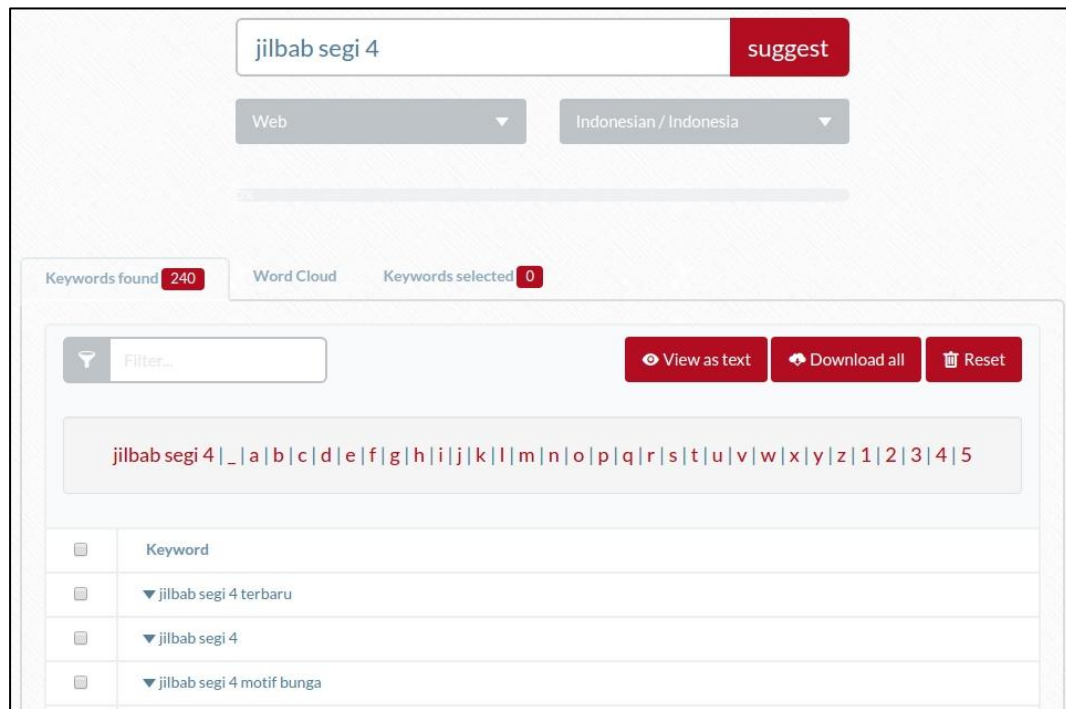 jilbab segi 4 suggest
Web Indonesian / Indonesia
Keywords found 240 Word Cloud Keywords selected 0
Filter... View as text Download all Reset
jilbab segi 4 | _ | a | b | c | d | e | f | g | h | i | j | k | l | m | n | o | p | q | r | s | t | u | v | w | x | y | z | 1 | 2 | 3 | 4 | 5
Keyword
jilbab segi 4 terbaru
jilbab segi 4
jilbab segi 4 motif bunga